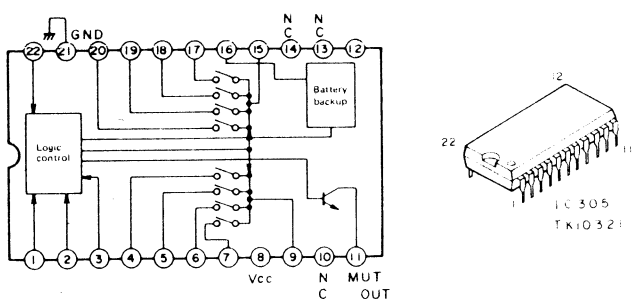 N N
C C
GND
22 21 20 19 18 17 16 15 14 13 12
Battery
backup
Logic
control
1 2 3 4 5 6 7 8 9 10 11
Vcc N MUT
C OUT
12
22
11
1
IC305
TK10321